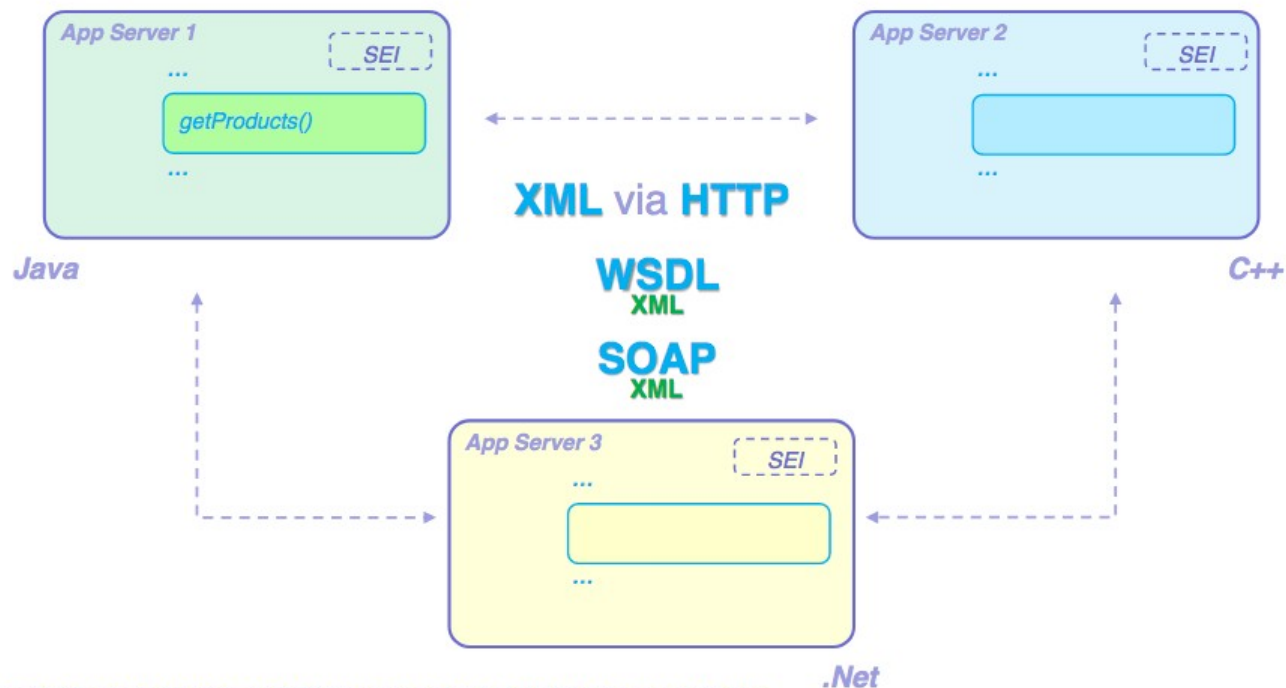 App Server 1
SEI
...
getProducts()
...
Java
App Server 2
SEI
...
...
C++
XML via HTTP
WSDL
XML
SOAP
XML
App Server 3
SEI
...
...
.Net